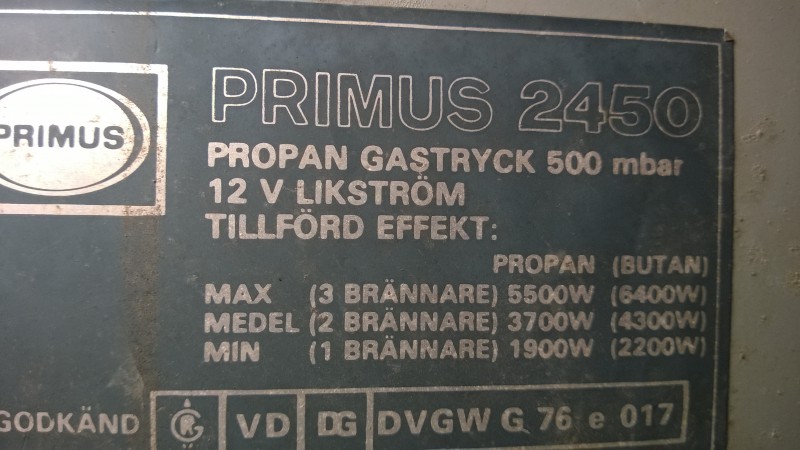 PRIMUS
PRIMUS 2450
PROPAN GASTRYCK 500 mbar
12 V LIKSTRÖM
TILLFÖRD EFFEKT:
PROPAN (BUTAN)
MAX (3 BRÄNNARE) 5500W (6400W)
MEDEL (2 BRÄNNARE) 3700W (4300W)
MIN (1 BRÄNNARE) 1900W (2200W)
GODKÄND VD DG DVGW G 76 e 017